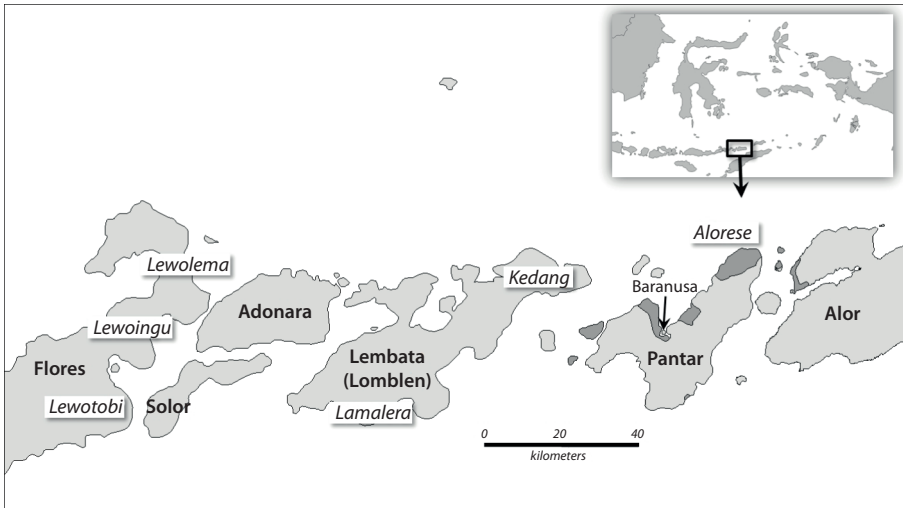 Alorese
Lewolema
Kedang
Baranusa
Adonara
Lewoingu
Alor
Lembata
(Lomblen)
Pantar
Flores
Lewotobi
Solor
Lamalera
0 20 40
kilometers